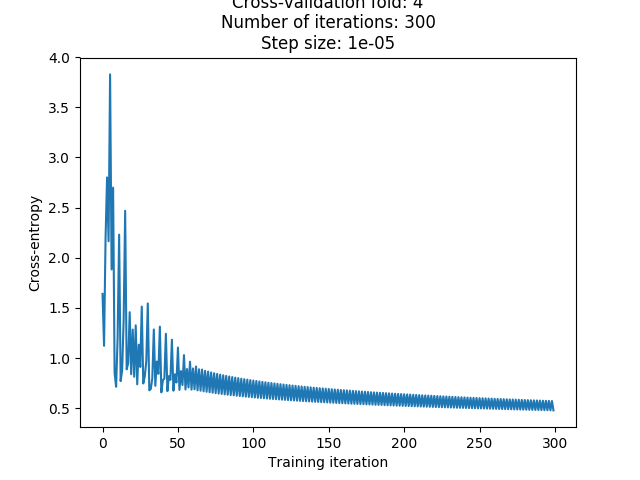 Cross-validation fold: 4
Number of iterations: 300
Step size: 1e-05
4.0
3.5
3.0
2.5
2.0
1.5
1.0
0.5
Cross-entropy
0 50 100 150 200 250 300
Training iteration